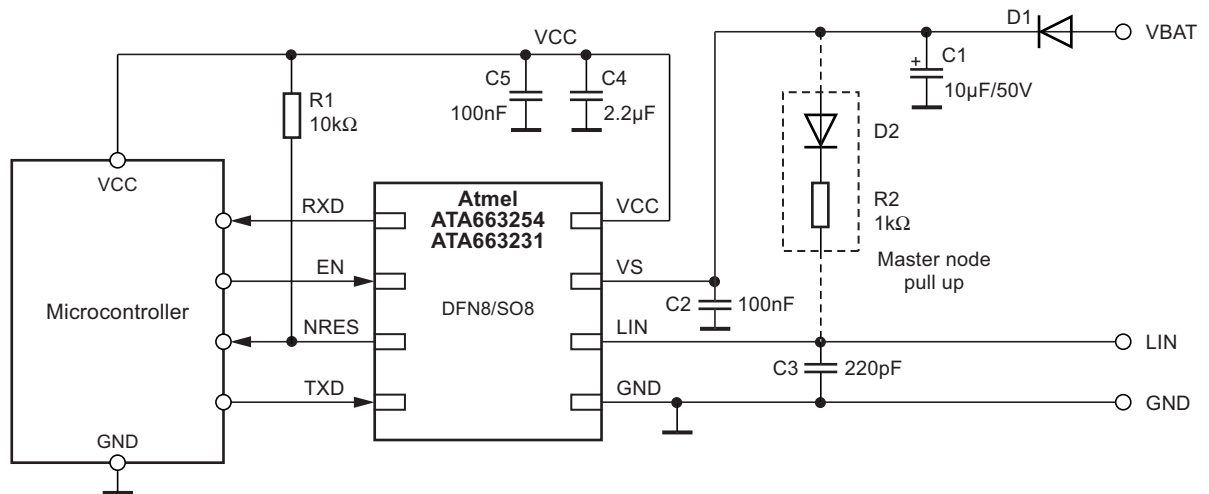 D1
VBAT
VCC
C5
100nF
C4
2.2µF
+
C1
10µF/50V
R1
10kΩ
D2
VCC
RXD
Atmel
ATA663254
ATA663231
VCC
R2
1kΩ
EN
VS
Master node
pull up
Microcontroller
DFN8/SO8
C2
100nF
NRES
LIN
LIN
C3
220pF
TXD
GND
GND
GND